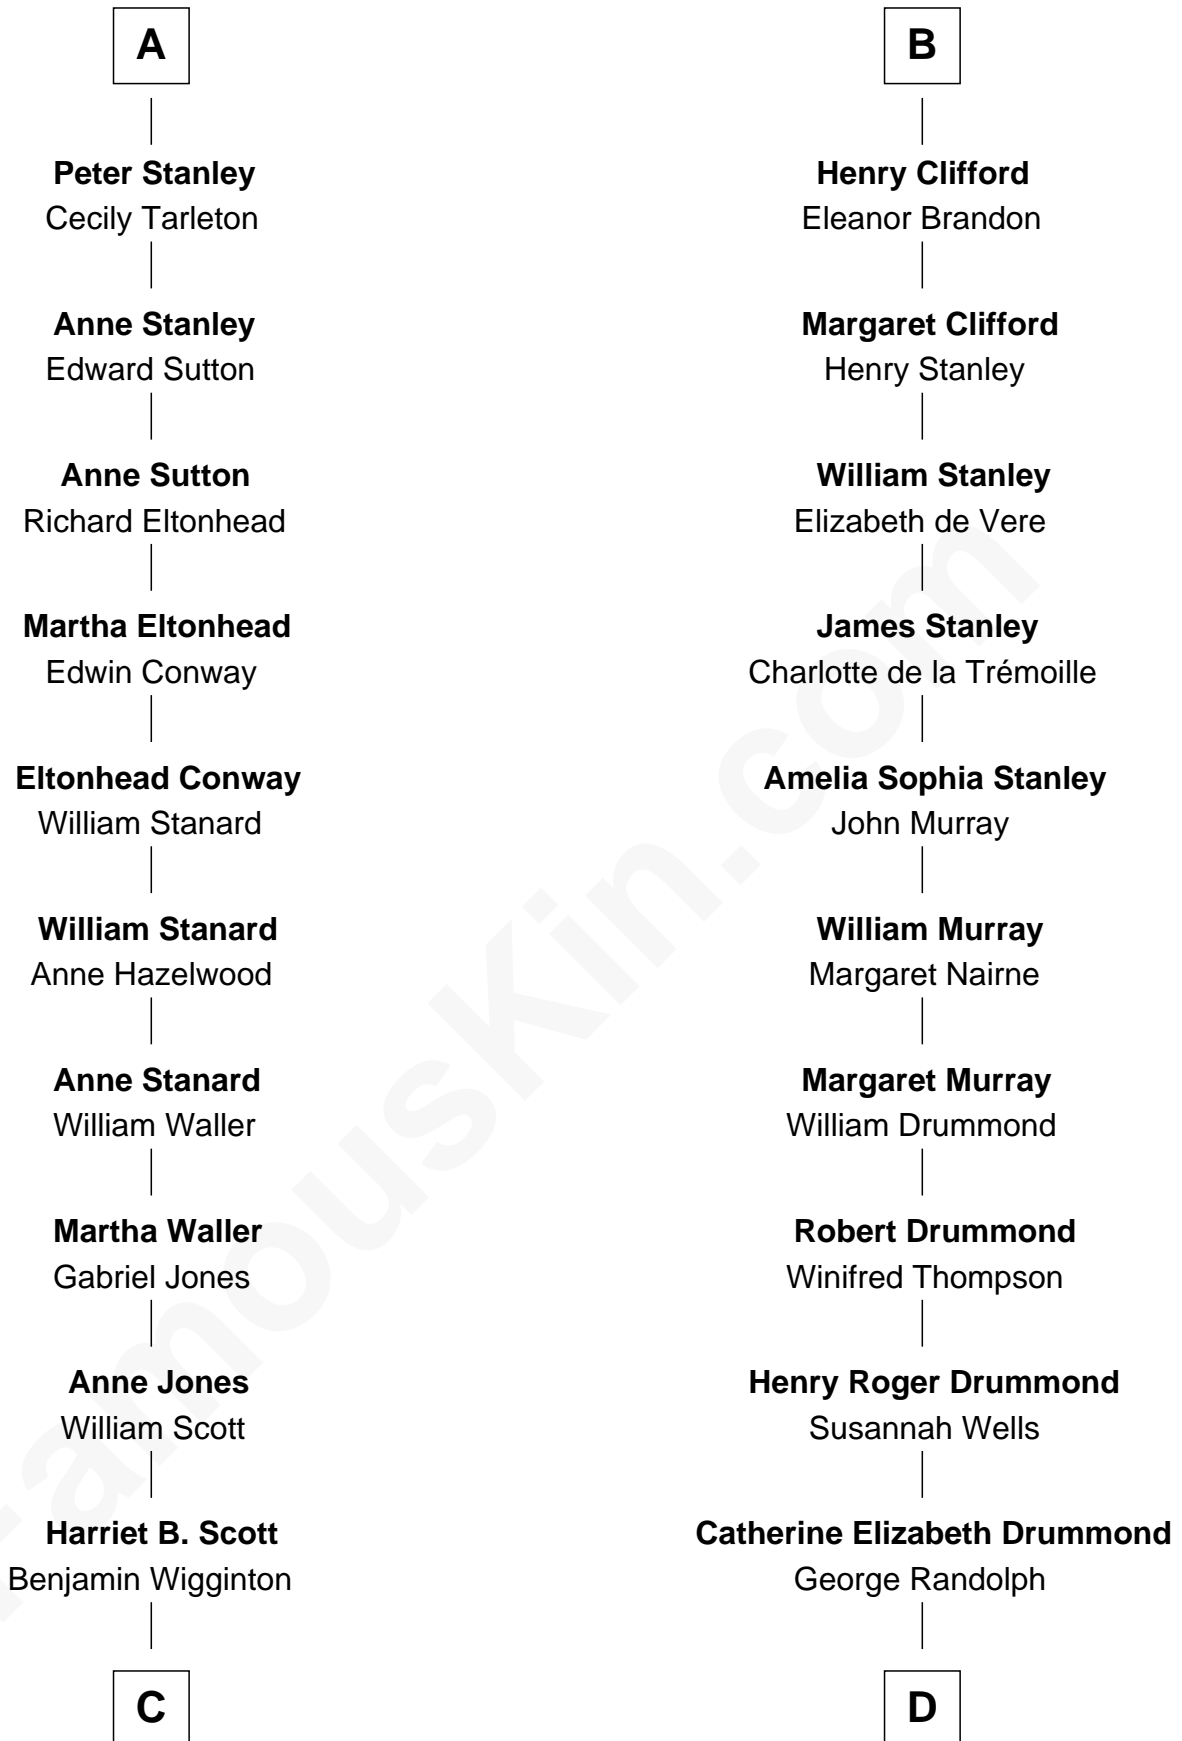 A
Peter Stanley
Cecily Tarleton
Anne Stanley
Edward Sutton
Anne Sutton
Richard Eltonhead
Martha Eltonhead
Edwin Conway
Eltonhead Conway
William Stanard
William Stanard
Anne Hazelwood
Anne Stanard
William Waller
Martha Waller
Gabriel Jones
Anne Jones
William Scott
Harriet B. Scott
Benjamin Wigginton
C
B
Henry Clifford
Eleanor Brandon
Margaret Clifford
Henry Stanley
William Stanley
Elizabeth de Vere
James Stanley
Charlotte de la Trémoille
Amelia Sophia Stanley
John Murray
William Murray
Margaret Nairne
Margaret Murray
William Drummond
Robert Drummond
Winifred Thompson
Henry Roger Drummond
Susannah Wells
Catherine Elizabeth Drummond
George Randolph
D
FamousKin.com